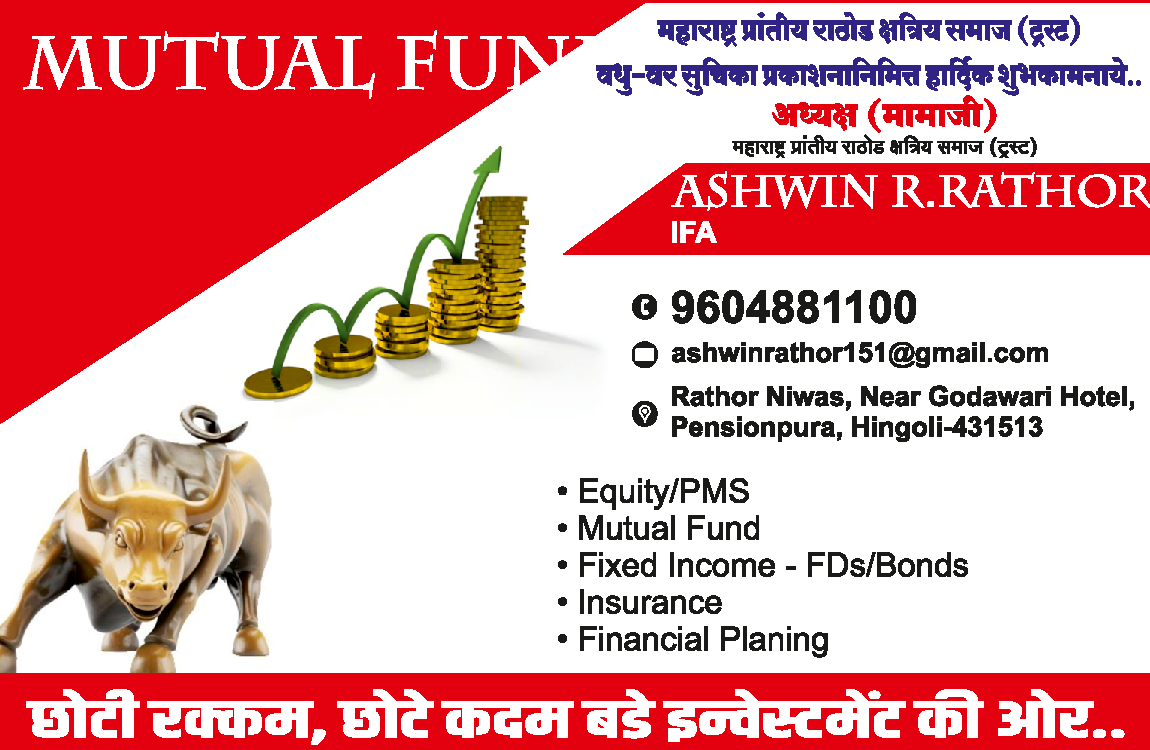 MUTUAL FUN
महाराष्ट्र प्रांतीय राठोड क्षत्रिय समाज (ट्रस्ट)
वधु-वर सुचिका प्रकाशनानिमित्त हार्दिक शुभकामनाये..
अध्यक्ष (मामाजी)
महाराष्ट्र प्रांतीय राठोड क्षत्रिय समाज (ट्रस्ट)
ASHWIN R.RATHOR
IFA
9604881100
ashwinrathor151@gmail.com
Rathor Niwas, Near Godawari Hotel,
Pensionpura, Hingoli-431513
• Equity/PMS
• Mutual Fund
• Fixed Income - FDs/Bonds
• Insurance
• Financial Planing
छोटी रक्कम, छोटे कदम बडे इन्वेस्टमेंट की ओर..